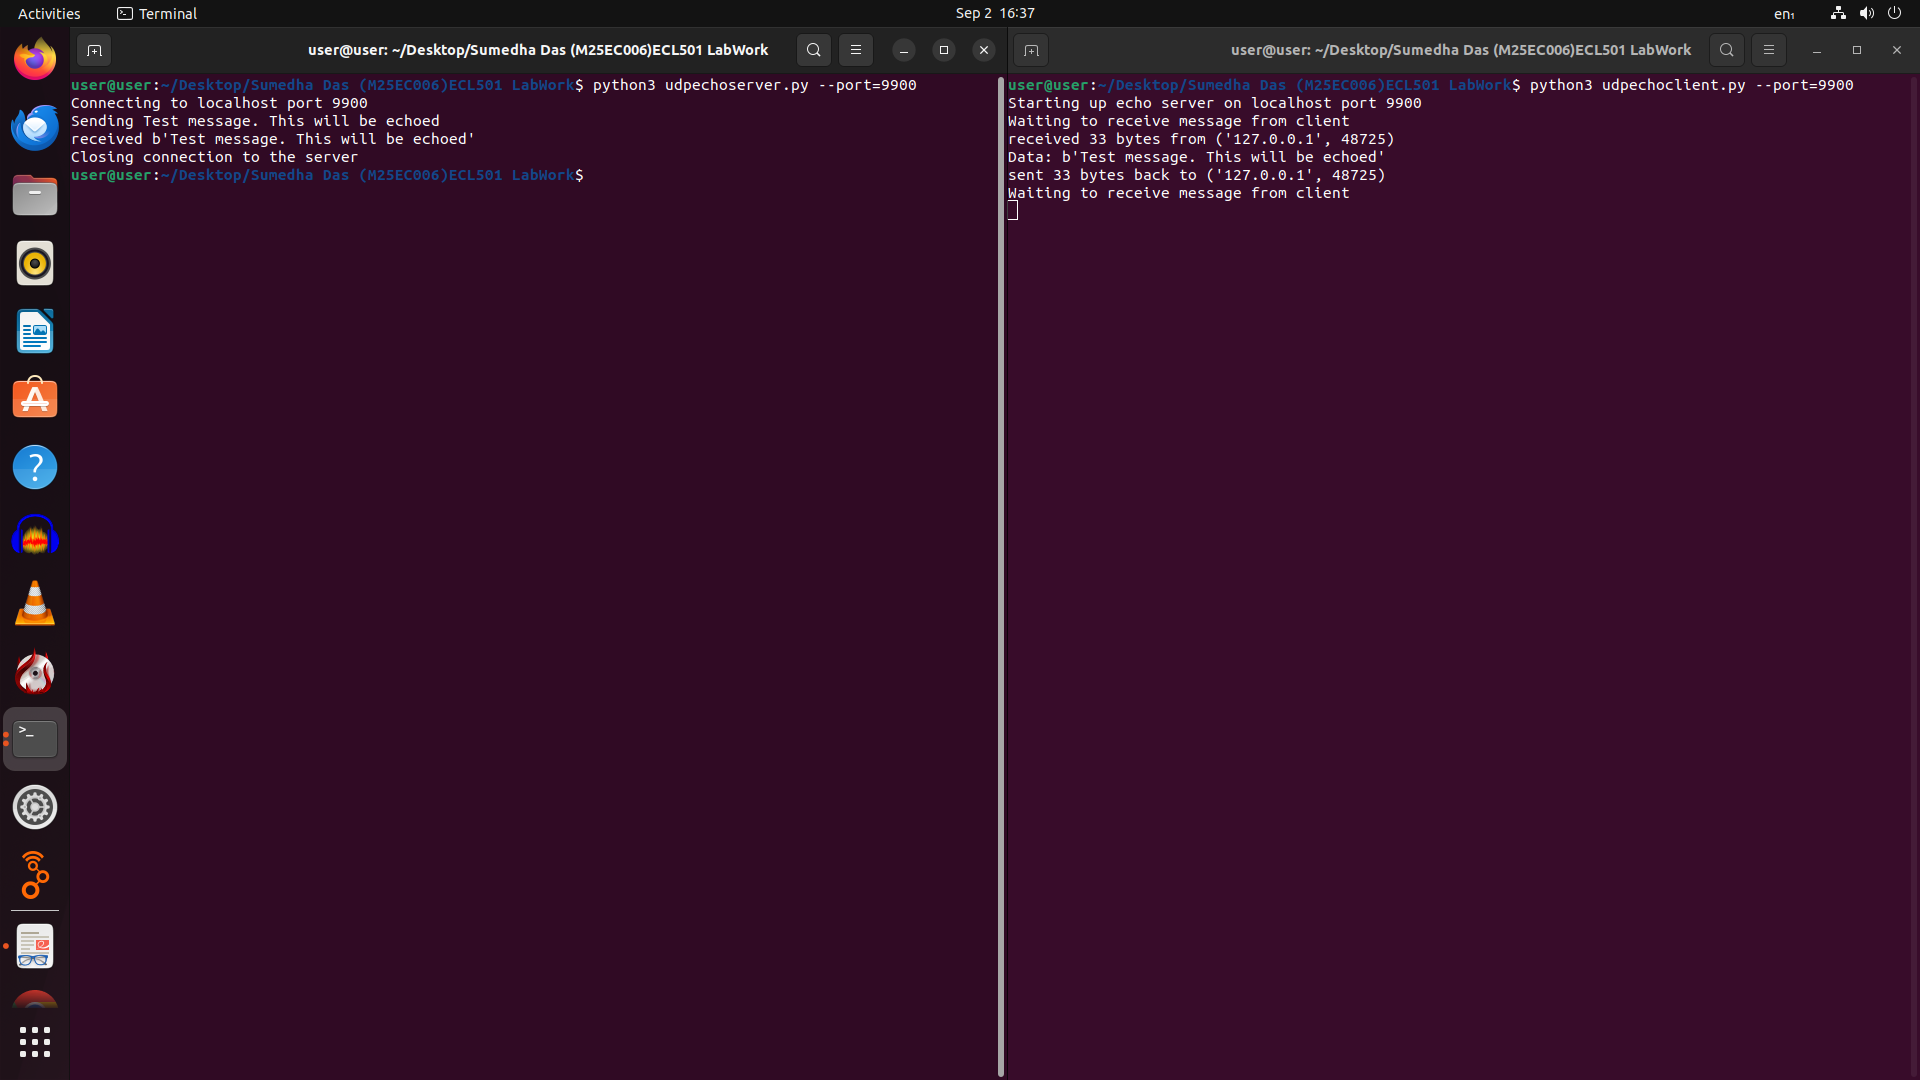 Activities
Terminal
Sep 2 16:37
en₁
user@user: ~/Desktop/Sumedha Das (M25EC006)ECL501 LabWork
user@user:~/Desktop/Sumedha Das (M25EC006)ECL501 LabWork$ python3 udpechoserver.py --port=9900
Connecting to localhost port 9900
Sending Test message. This will be echoed
received b'Test message. This will be echoed'
Closing connection to the server
user@user:~/Desktop/Sumedha Das (M25EC006)ECL501 LabWork$
user@user: ~/Desktop/Sumedha Das (M25EC006)ECL501 LabWork
user@user:~/Desktop/Sumedha Das (M25EC006)ECL501 LabWork$ python3 udpechoclient.py --port=9900
Starting up echo server on localhost port 9900
Waiting to receive message from client
received 33 bytes from ('127.0.0.1', 48725)
Data: b'Test message. This will be echoed'
sent 33 bytes back to ('127.0.0.1', 48725)
Waiting to receive message from client